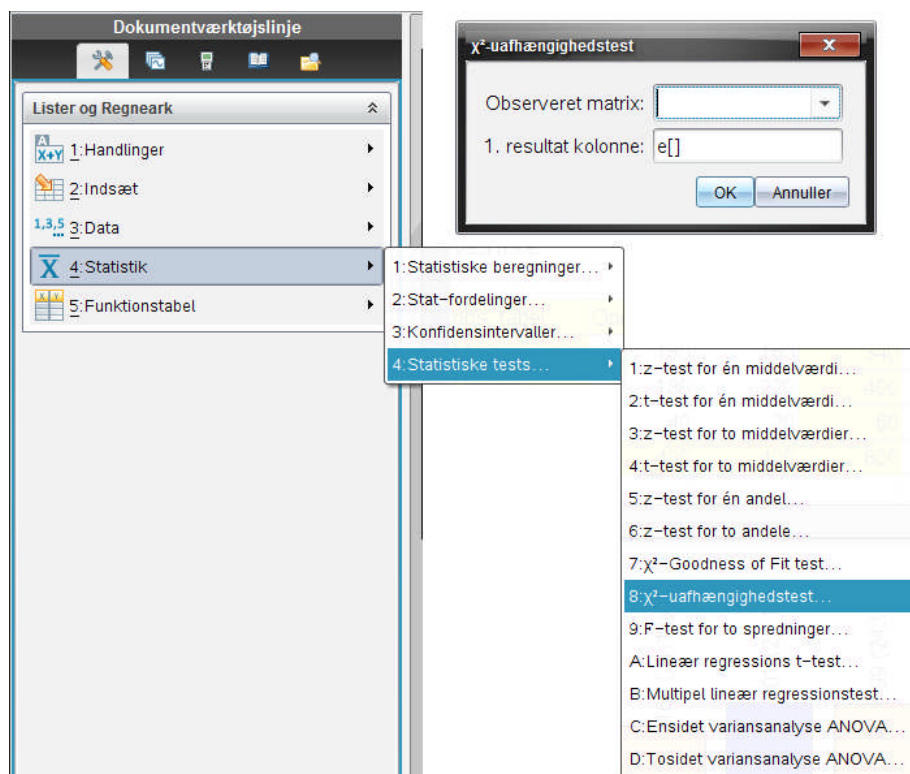 Dokumentværktøjslinje
Lister og Regneark
1:Handlinger
2:Indsæt
1,3,5 3:Data
4:Statistik
5:Funktionstabel
χ²-uafhængighedstest
Observeret matrix:
1. resultat kolonne: e[]
OK Annuller
1:Statistiske beregninger...
2:Stat-fordelinger...
3:Konfidensintervaller...
4:Statistiske tests...
1:z-test for én middelværdi...
2:t-test for én middelværdi...
3:z-test for to middelværdier...
4:t-test for to middelværdier...
5:z-test for én andel...
6:z-test for to andele...
7:χ²-Goodness of Fit test...
8:χ²-uafhængighedstest...
9:F-test for to spredninger...
A:Lineær regressions t-test...
B:Multipel lineær regressionstest...
C:Ensidet variansanalyse ANOVA...
D:Tosidet variansanalyse ANOVA...